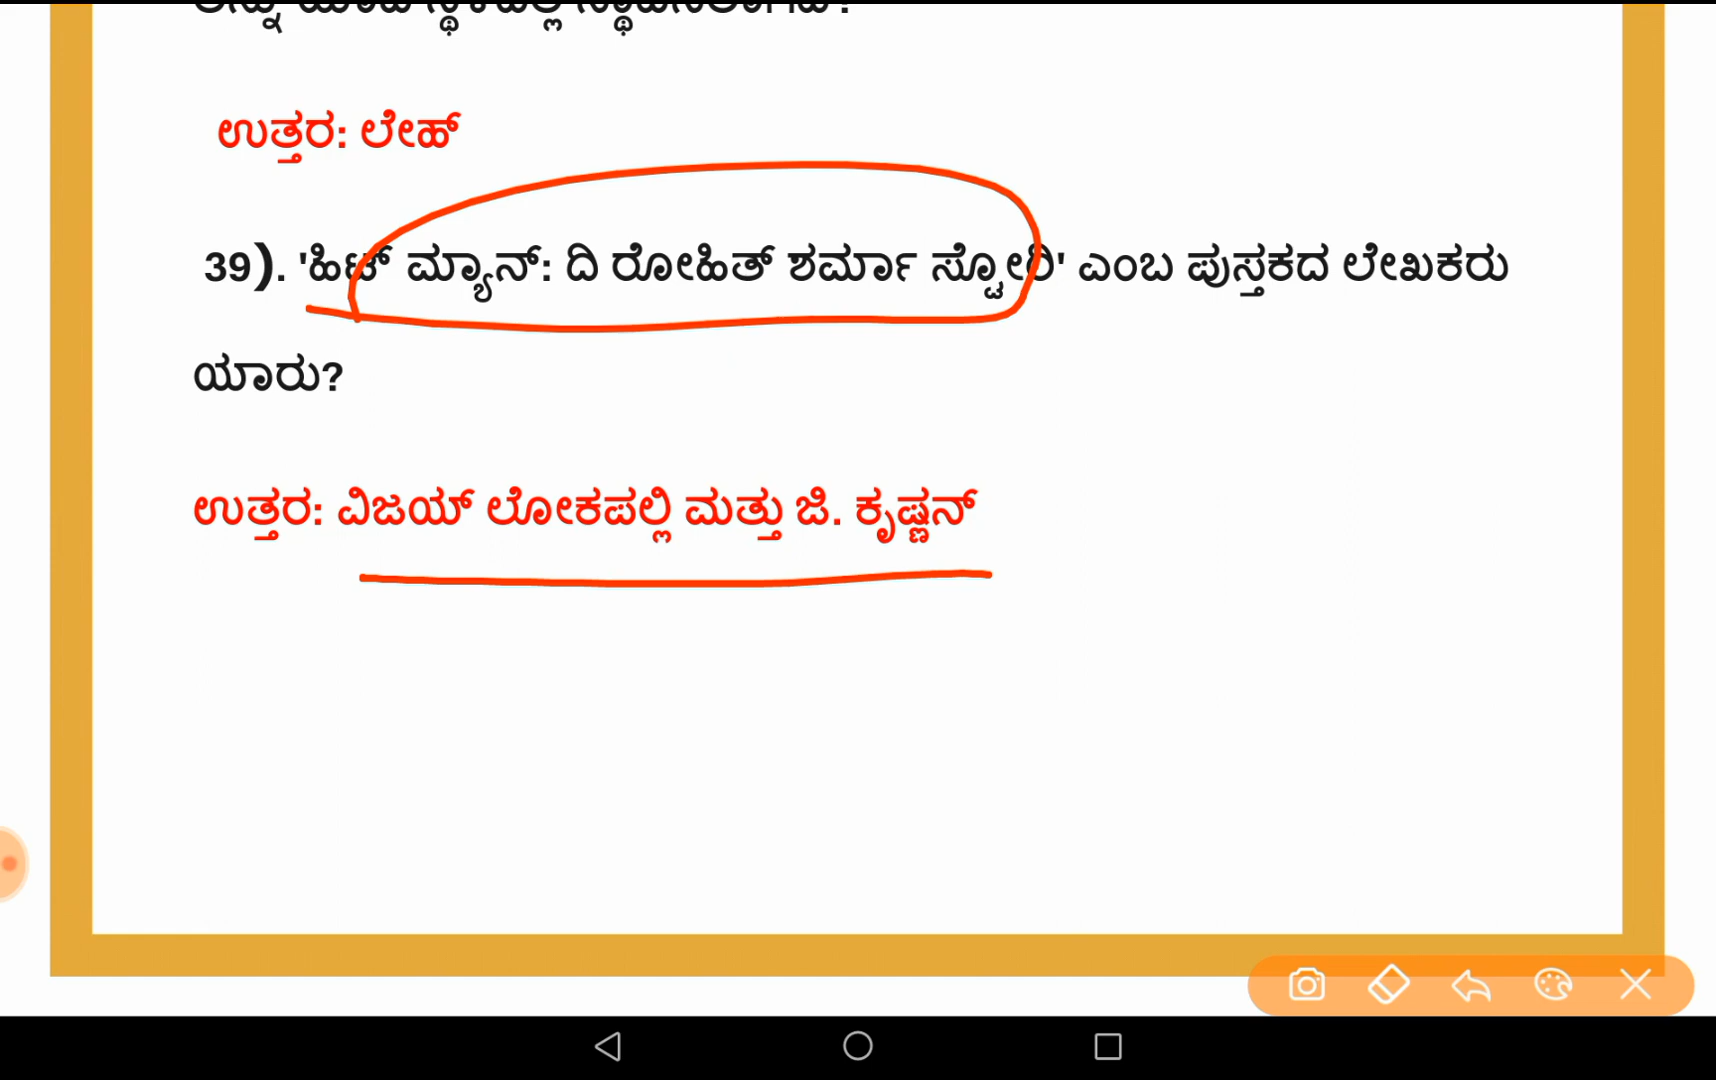 ಉತ್ತರ: ಲೇಹ್
39). 'ಹಿಟ್ ಮ್ಯಾನ್: ದಿ ರೋಹಿತ್ ಶರ್ಮಾ ಸ್ಟೋರಿ' ಎಂಬ ಪುಸ್ತಕದ ಲೇಖಕರು
ಯಾರು?
ಉತ್ತರ: ವಿಜಯ್ ಲೋಕಪಲ್ಲಿ ಮತ್ತು ಜಿ. ಕೃಷ್ಣನ್